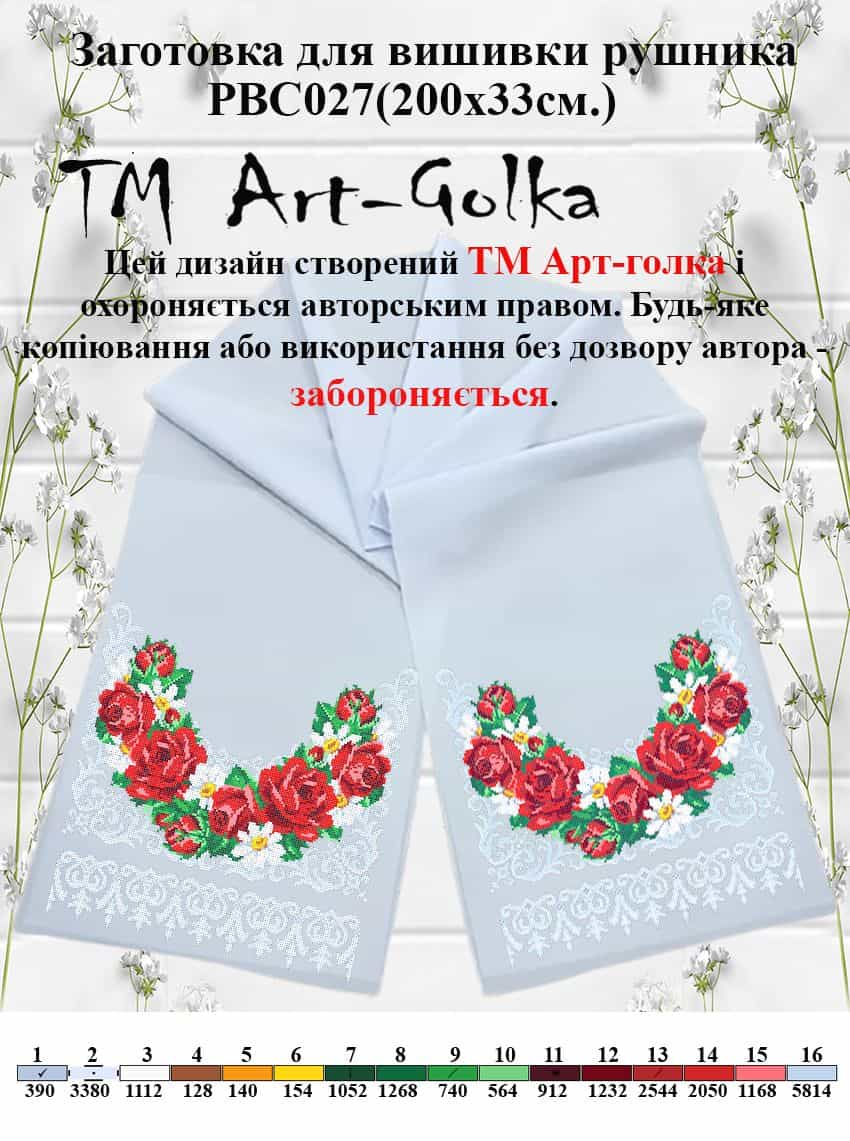 Заготовка для вишивки рушника
РВС027(200х33см.)
TM Art-Golka
Цей дизайн створений ТМ Арт-голка і
охороняється авторським правом. Будь-яке
копіювання або використання без дозвору автора -
забороняється.
1 2 3 4 5 6 7 8 9 10 11 12 13 14 15 16
390 3380 1112 128 140 154 1052 1268 740 564 912 1232 2544 2050 1168 5814